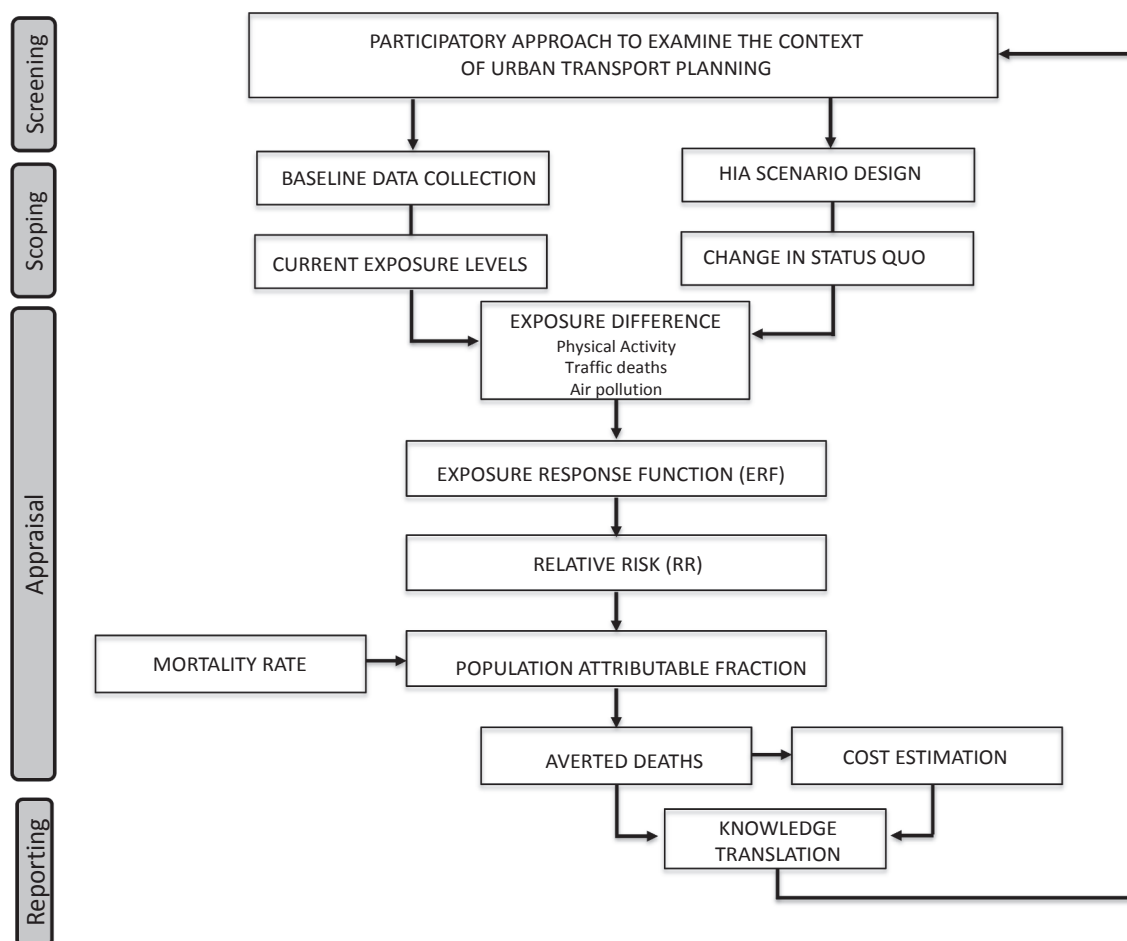 Screening
PARTICIPATORY APPROACH TO EXAMINE THE CONTEXT
OF URBAN TRANSPORT PLANNING
Scoping
BASELINE DATA COLLECTION
HIA SCENARIO DESIGN
CURRENT EXPOSURE LEVELS
CHANGE IN STATUS QUO
Appraisal
EXPOSURE DIFFERENCE
Physical Activity
Traffic deaths
Air pollution
EXPOSURE RESPONSE FUNCTION (ERF)
RELATIVE RISK (RR)
MORTALITY RATE
POPULATION ATTRIBUTABLE FRACTION
AVERTED DEATHS
COST ESTIMATION
Reporting
KNOWLEDGE
TRANSLATION